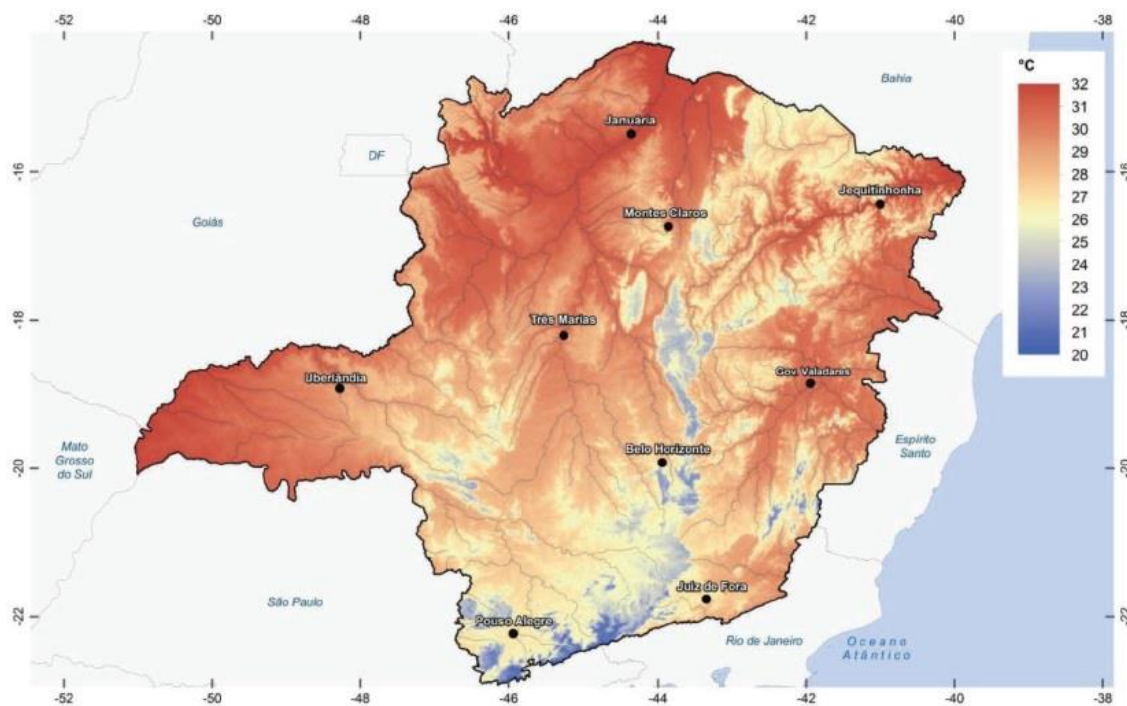 -52 -50 -48 -46 -44 -42 -40 -38
°C
32
31
30
29
28
27
26
25
24
23
22
21
20
Bahia
Januária
DF
-16 -16
Jequitinhonha
Goiás
Montes Claros
-18 -18
Três Marias
Uberlândia
Gov. Valadares
Mato
Grosso
do Sul
Belo Horizonte
Espírito
Santo
-20 -20
São Paulo
Juiz de Fora
-22 -22
Pouso Alegre
Rio de Janeiro
Oceano
Atlântico
-52 -50 -48 -46 -44 -42 -40 -38